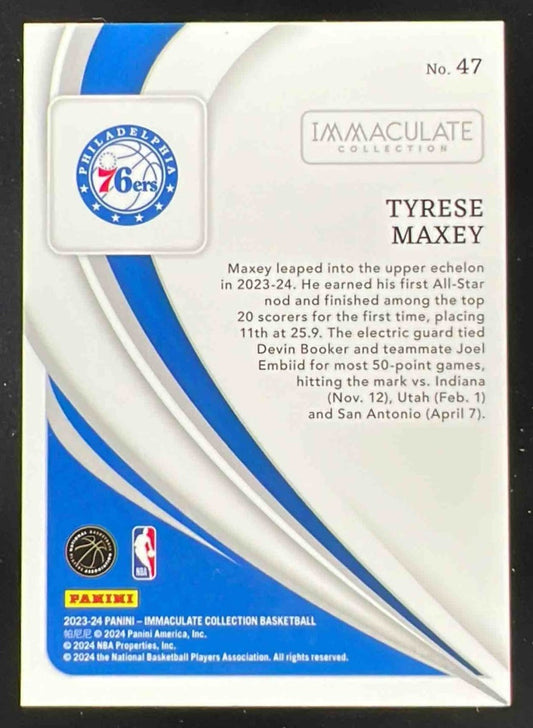 No. 47
IMMACULATE
COLLECTION
PHILADELPHIA
76ers
TYRESE
MAXEY
Maxey leaped into the upper echelon
in 2023-24. He earned his first All-Star
nod and finished among the top
20 scorers for the first time, placing
11th at 25.9. The electric guard tied
Devin Booker and teammate Joel
Embiid for most 50-point games,
hitting the mark vs. Indiana
(Nov. 12), Utah (Feb. 1)
and San Antonio (April 7).
NATIONAL BASKETBALL
PLAYERS ASSOCIATION
NBA
PANINI
2023-24 PANINI – IMMACULATE COLLECTION BASKETBALL
帕尼尼 © 2024 Panini America, Inc.
© 2024 NBA Properties, Inc.
© 2024 the National Basketball Players Association. All rights reserved.